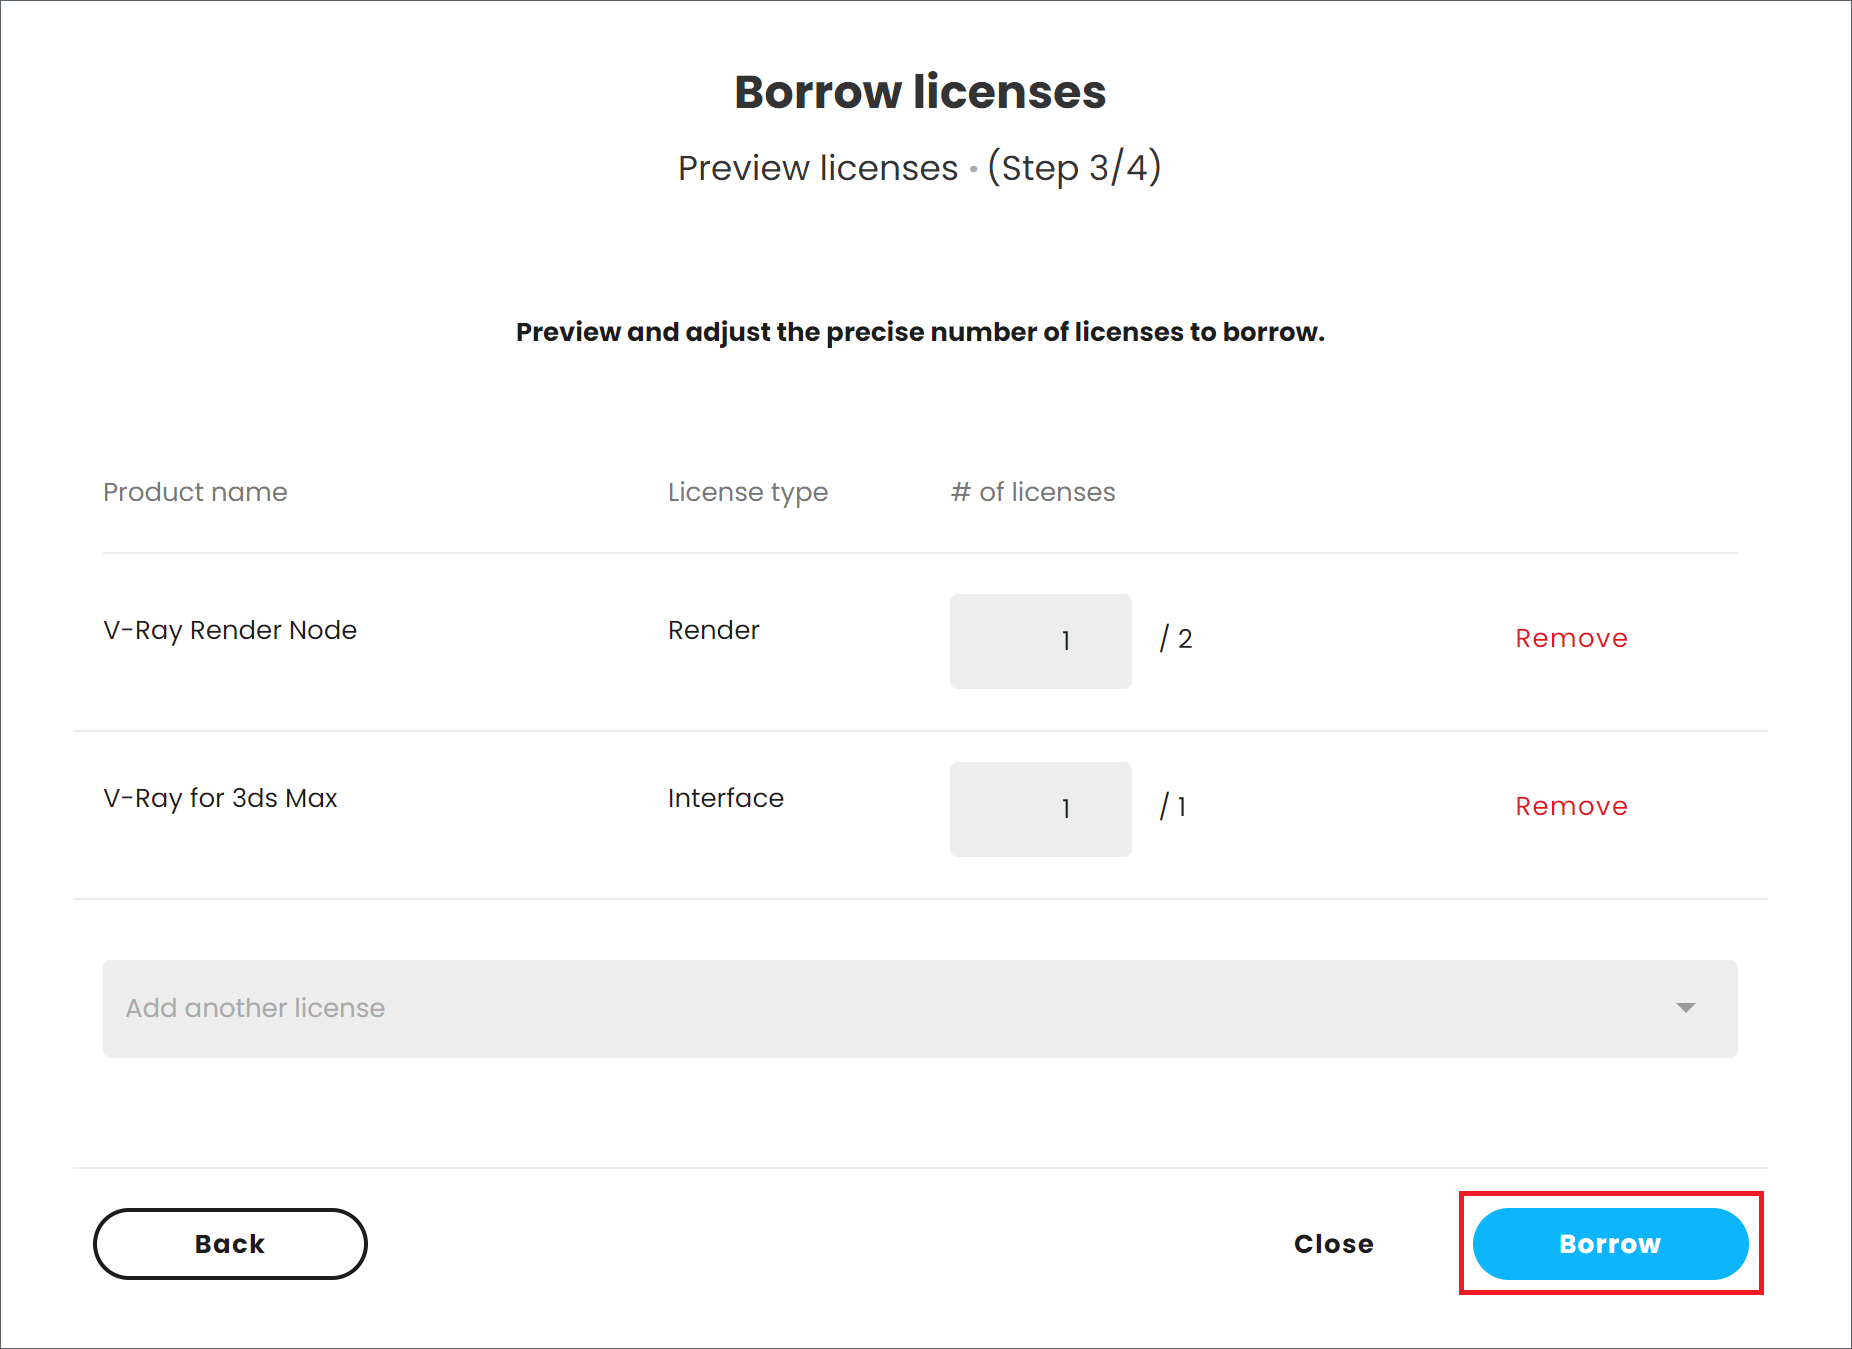 Borrow licenses
Preview licenses • (Step 3/4)
Preview and adjust the precise number of licenses to borrow.
Product name License type # of licenses
V-Ray Render Node Render 1 / 2 Remove
V-Ray for 3ds Max Interface 1 / 1 Remove
Add another license
Back Close Borrow